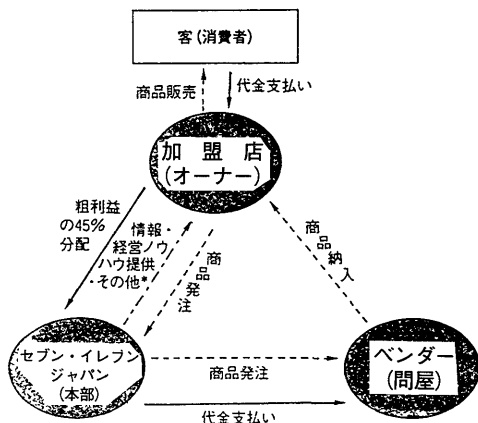 客(消費者)
商品販売
代金支払い
加盟店
(オーナー)
粗利益
の45%
分配
情報・
経営ノウ
ハウ提供
・その他*
商品発注
商品納入
セブン・イレブン
ジャパン
(本部)
商品発注
代金支払い
ベンダー
(問屋)